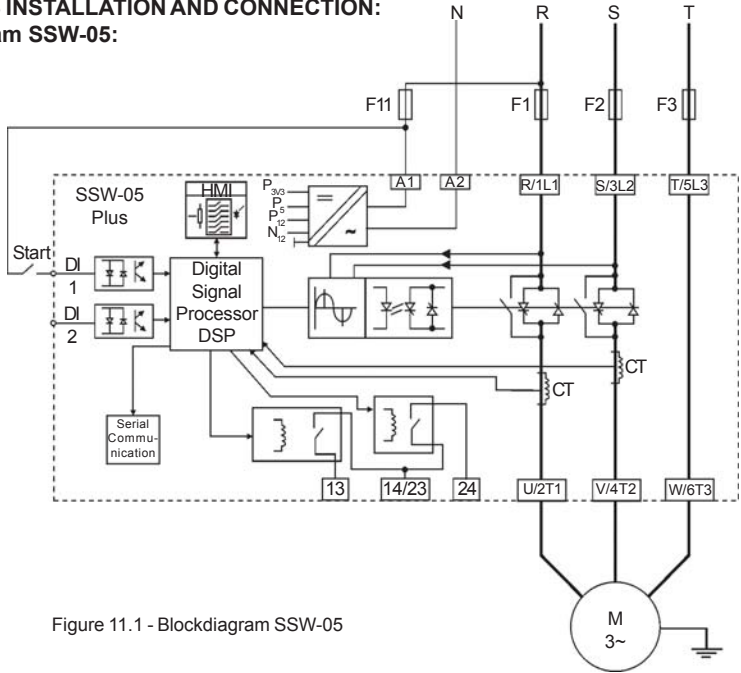 INSTALLATION AND CONNECTION:
am SSW-05:
N R S T
F11 F1 F2 F3
A1 A2 R/1L1 S/3L2 T/5L3
SSW-05
Plus
HMI
P3V3
P5
P12
N12
=
~
Start
DI
1
DI
2
Digital
Signal
Processor
DSP
CT
CT
Serial
Commu-
nication
13 14/23 24 U/2T1 V/4T2 W/6T3
M
3~
Figure 11.1 - Blockdiagram SSW-05